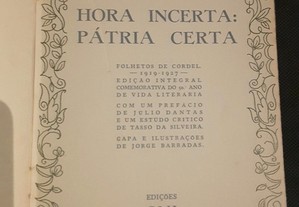 HORA INCERTA:
PÁTRIA CERTA
FOLHETOS DE CORDEL.
— 1919-1927 —
EDIÇÃO INTEGRAL
COMEMORATIVA DO 50.º ANO
DE VIDA LITERARIA
COM UM PREFACIO
DE JULIO DANTAS
E UM ESTUDO CRITICO
DE TASSO DA SILVEIRA.
CAPA E ILUSTRAÇÕES
DE JORGE BARRADAS.
EDIÇÕES